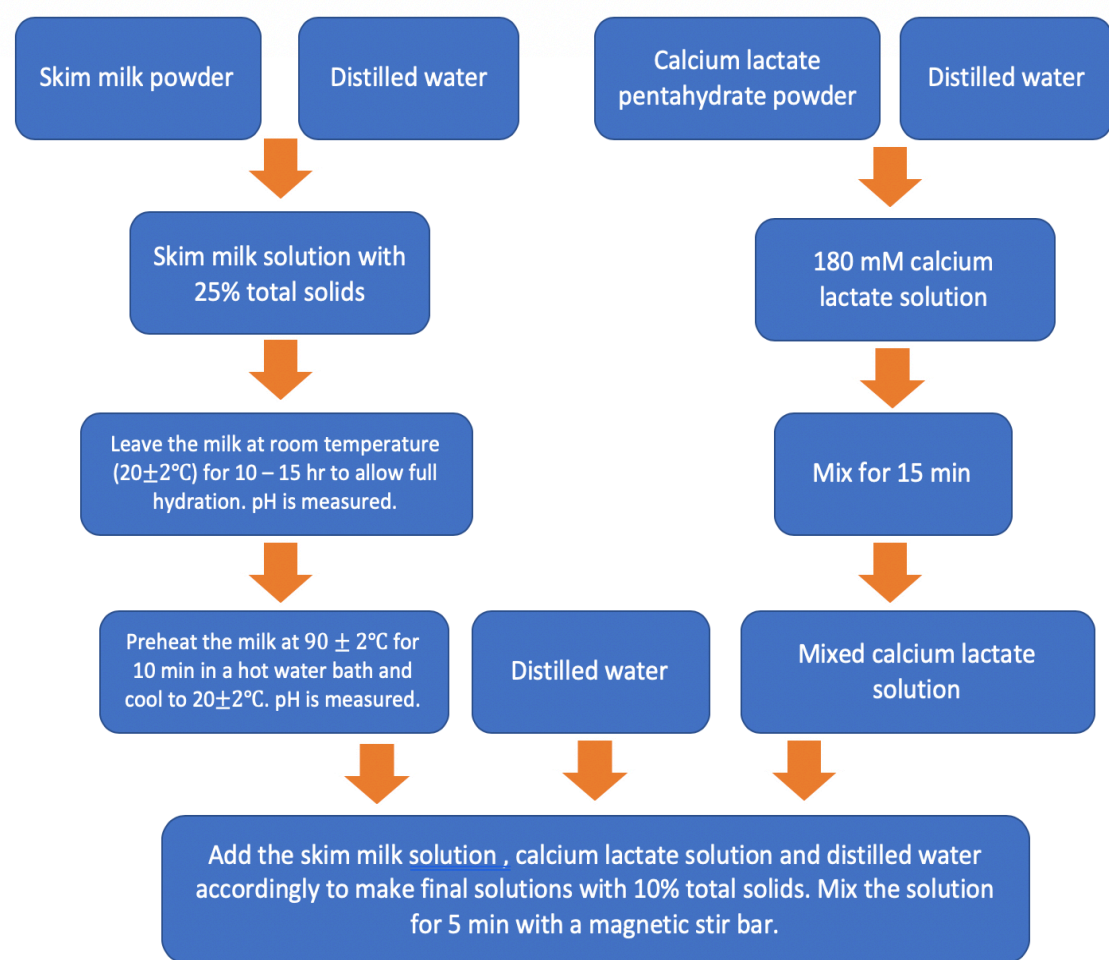 Skim milk powder
Distilled water
Calcium lactate
pentahydrate powder
Distilled water
Skim milk solution with
25% total solids
180 mM calcium
lactate solution
Leave the milk at room temperature
(20±2℃) for 10 – 15 hr to allow full
hydration. pH is measured.
Mix for 15 min
Preheat the milk at 90 ± 2℃ for
10 min in a hot water bath and
cool to 20±2℃. pH is measured.
Distilled water
Mixed calcium lactate
solution
Add the skim milk solution , calcium lactate solution and distilled water
accordingly to make final solutions with 10% total solids. Mix the solution
for 5 min with a magnetic stir bar.